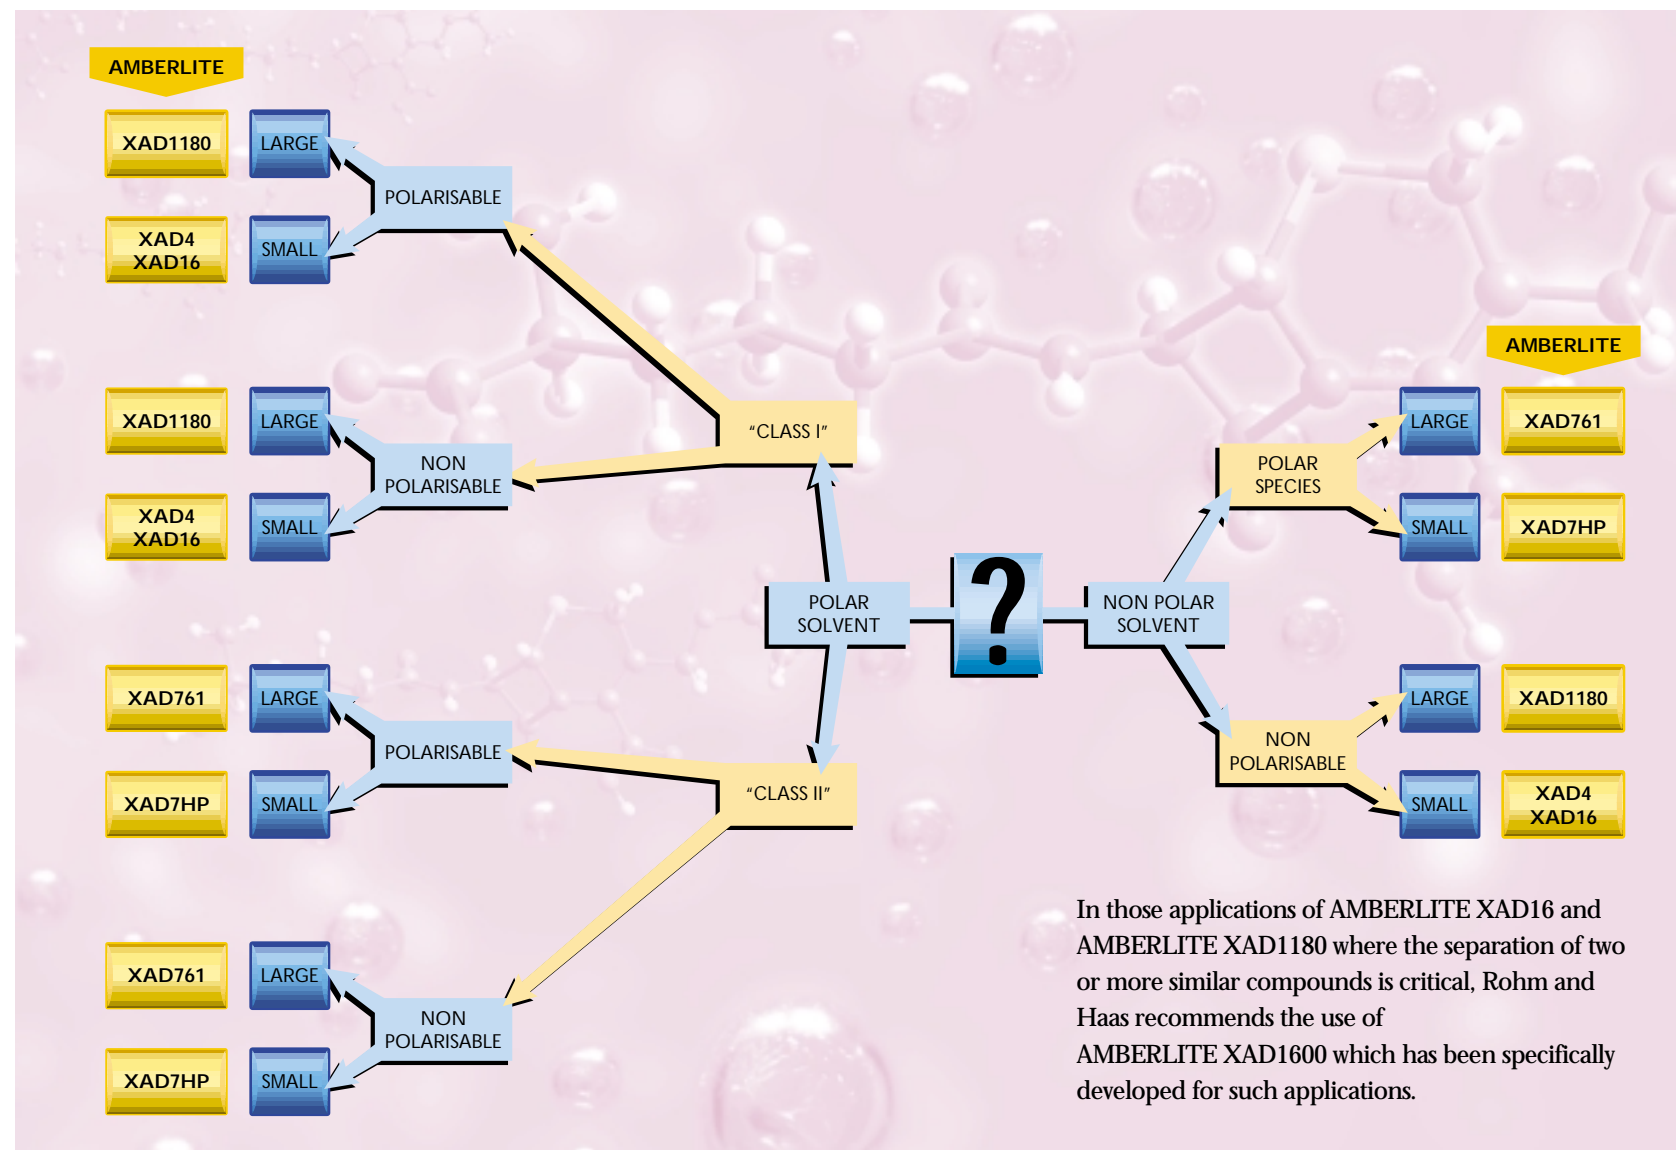 AMBERLITE
XAD1180
LARGE
POLARISABLE
XAD4
XAD16
SMALL
XAD1180
LARGE
NON
POLARISABLE
XAD4
XAD16
SMALL
"CLASS I"
POLAR
SOLVENT
?
NON POLAR
SOLVENT
XAD761
LARGE
POLARISABLE
XAD7HP
SMALL
"CLASS II"
XAD761
LARGE
NON
POLARISABLE
XAD7HP
SMALL
AMBERLITE
POLAR
SPECIES
LARGE
XAD761
SMALL
XAD7HP
NON
POLARISABLE
LARGE
XAD1180
SMALL
XAD4
XAD16
In those applications of AMBERLITE XAD16 and
AMBERLITE XAD1180 where the separation of two
or more similar compounds is critical, Rohm and
Haas recommends the use of
AMBERLITE XAD1600 which has been specifically
developed for such applications.